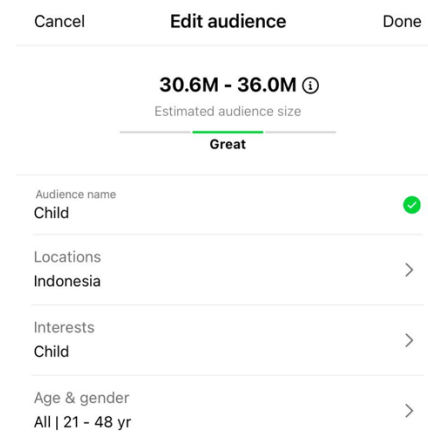 Cancel Edit audience Done
30.6M - 36.0M
Estimated audience size
Great
Audience name
Child
Locations
Indonesia
Interests
Child
Age & gender
All | 21 - 48 yr